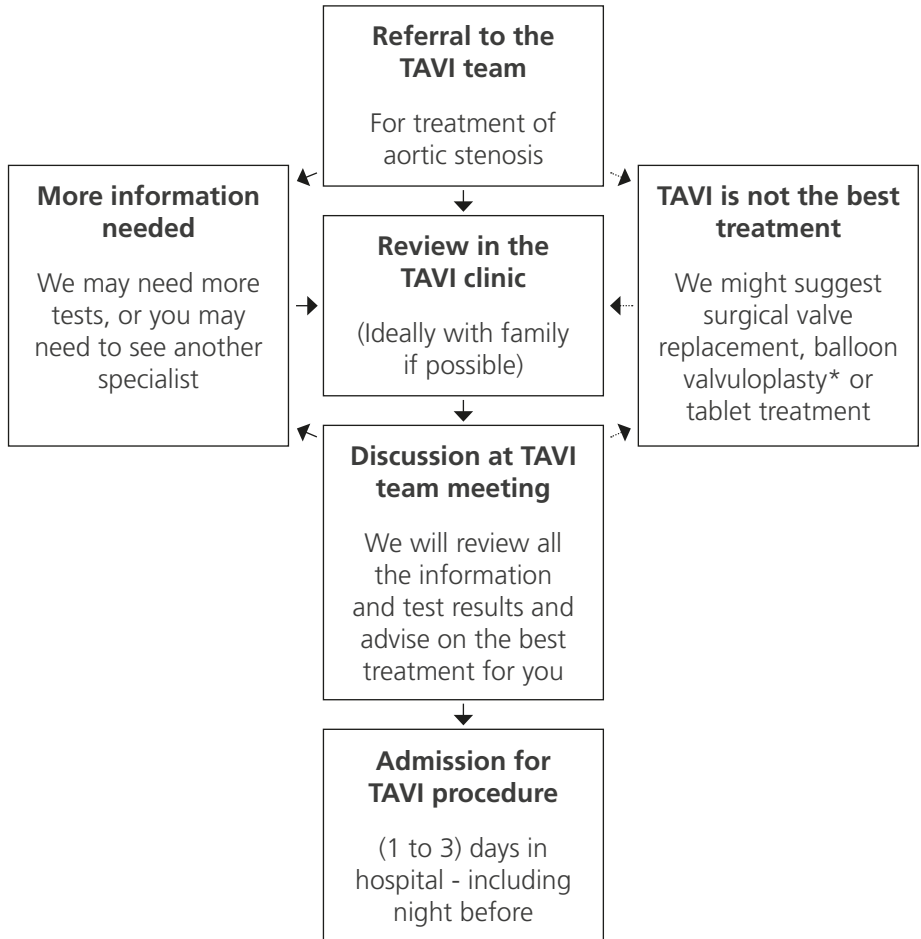 Referral to the
TAVI team
For treatment of
aortic stenosis
More information
needed
We may need more
tests, or you may
need to see another
specialist
Review in the
TAVI clinic
(Ideally with family
if possible)
TAVI is not the best
treatment
We might suggest
surgical valve
replacement, balloon
valvuloplasty* or
tablet treatment
Discussion at TAVI
team meeting
We will review all
the information
and test results and
advise on the best
treatment for you
Admission for
TAVI procedure
(1 to 3) days in
hospital - including
night before